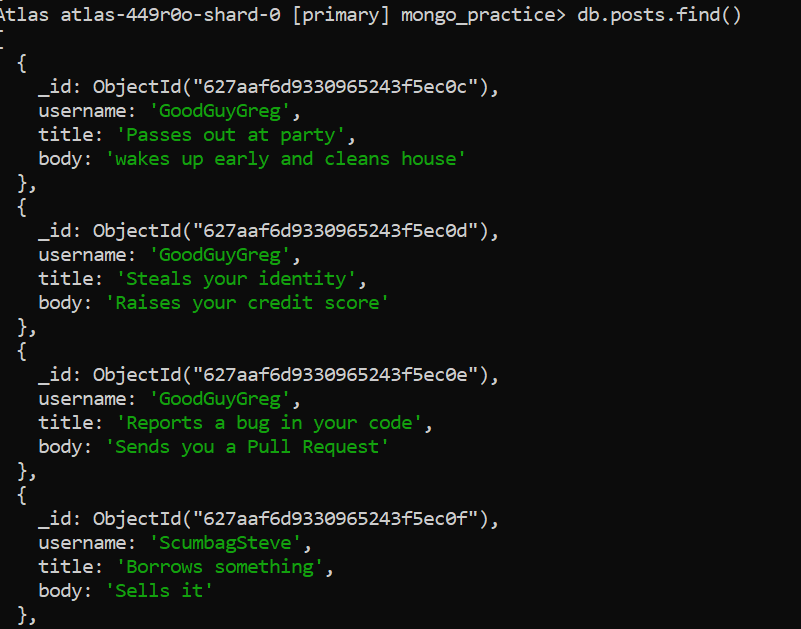 Atlas atlas-449r0o-shard-0 [primary] mongo_practice> db.posts.find()
[
  {
    _id: ObjectId("627aaf6d9330965243f5ec0c"),
    username: 'GoodGuyGreg',
    title: 'Passes out at party',
    body: 'wakes up early and cleans house'
  },
  {
    _id: ObjectId("627aaf6d9330965243f5ec0d"),
    username: 'GoodGuyGreg',
    title: 'Steals your identity',
    body: 'Raises your credit score'
  },
  {
    _id: ObjectId("627aaf6d9330965243f5ec0e"),
    username: 'GoodGuyGreg',
    title: 'Reports a bug in your code',
    body: 'Sends you a Pull Request'
  },
  {
    _id: ObjectId("627aaf6d9330965243f5ec0f"),
    username: 'ScumbagSteve',
    title: 'Borrows something',
    body: 'Sells it'
  },